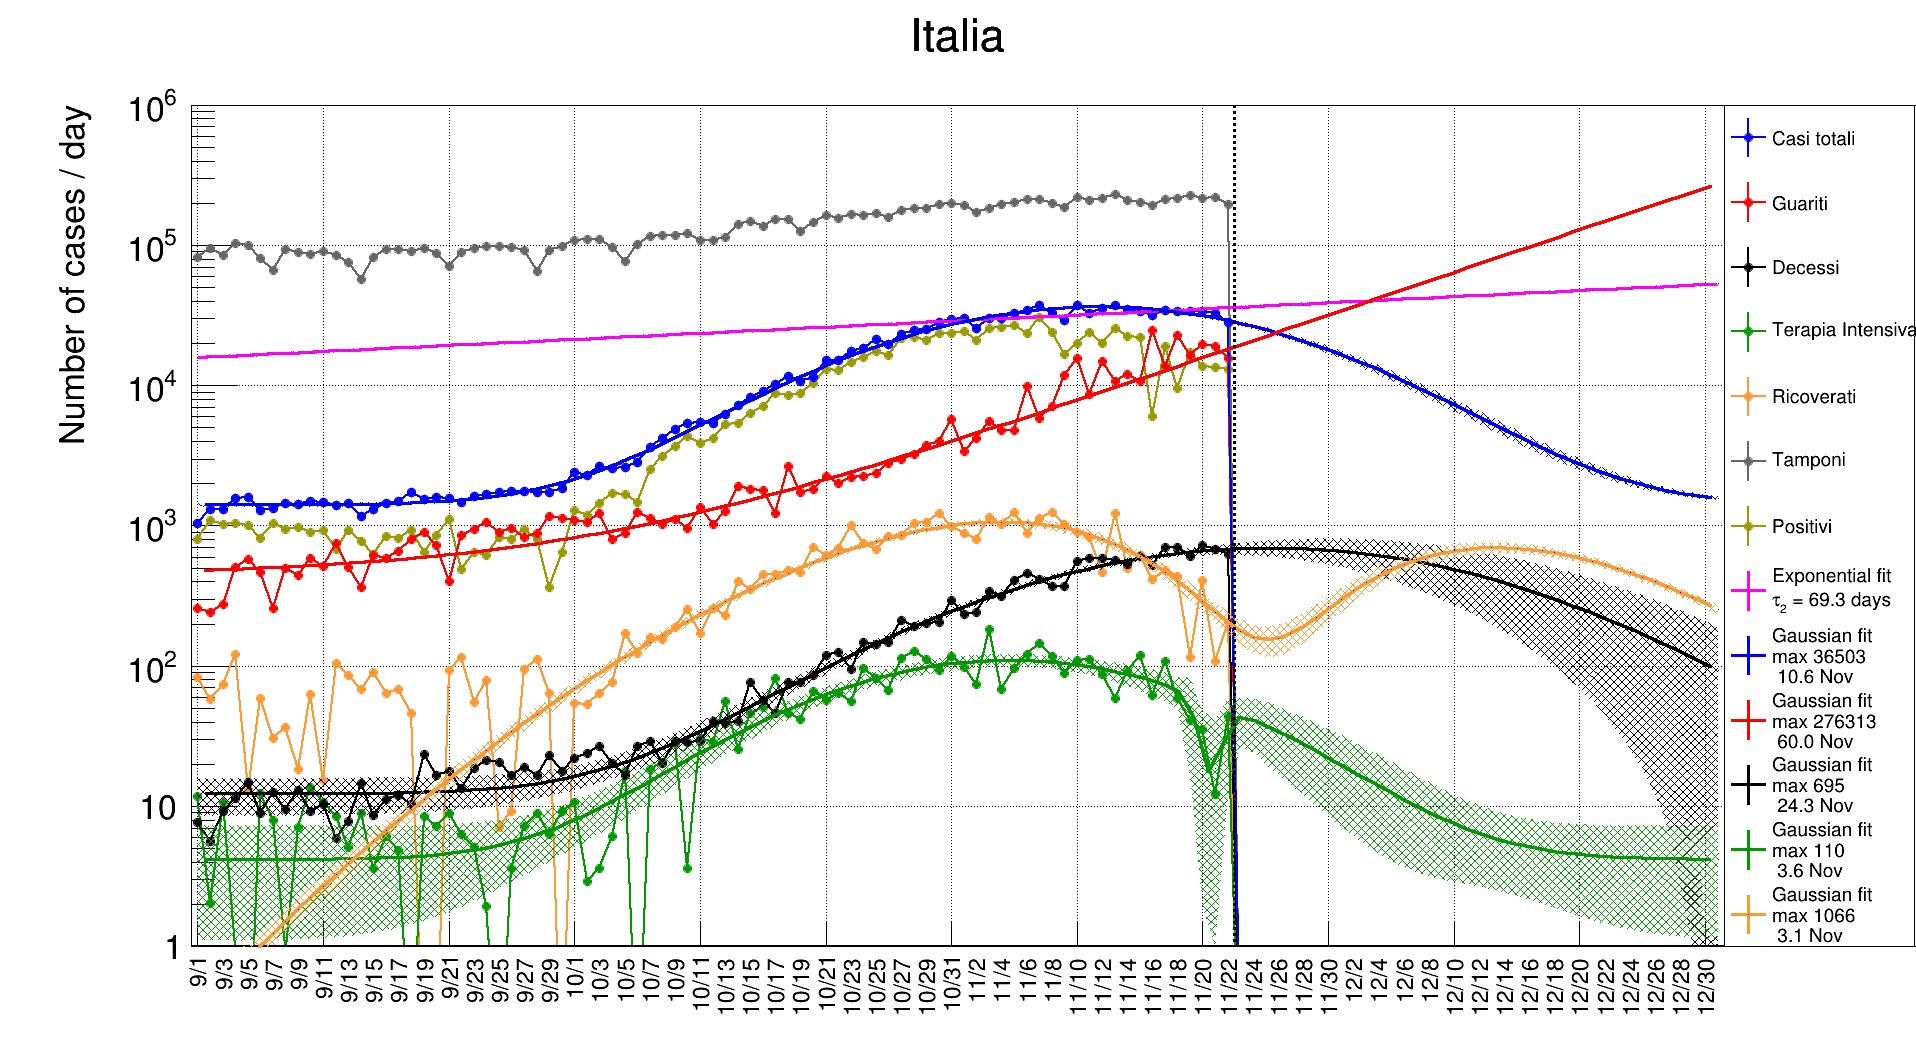 Italia
Number of cases / day
10^6
10^5
10^4
10^3
10^2
10
1
9/1
9/3
9/5
9/7
9/9
9/11
9/13
9/15
9/17
9/19
9/21
9/23
9/25
9/27
9/29
10/1
10/3
10/5
10/7
10/9
10/11
10/13
10/15
10/17
10/19
10/21
10/23
10/25
10/27
10/29
10/31
11/2
11/4
11/6
11/8
11/10
11/12
11/14
11/16
11/18
11/20
11/22
11/24
11/26
11/28
11/30
12/2
12/4
12/6
12/8
12/10
12/12
12/14
12/16
12/18
12/20
12/22
12/24
12/26
12/28
12/30
Casi totali
Guariti
Decessi
Terapia Intensiva
Ricoverati
Tamponi
Positivi
Exponential fit
τ₂ = 69.3 days
Gaussian fit
max 36503
10.6 Nov
Gaussian fit
max 276313
60.0 Nov
Gaussian fit
max 695
24.3 Nov
Gaussian fit
max 110
3.6 Nov
Gaussian fit
max 1066
3.1 Nov